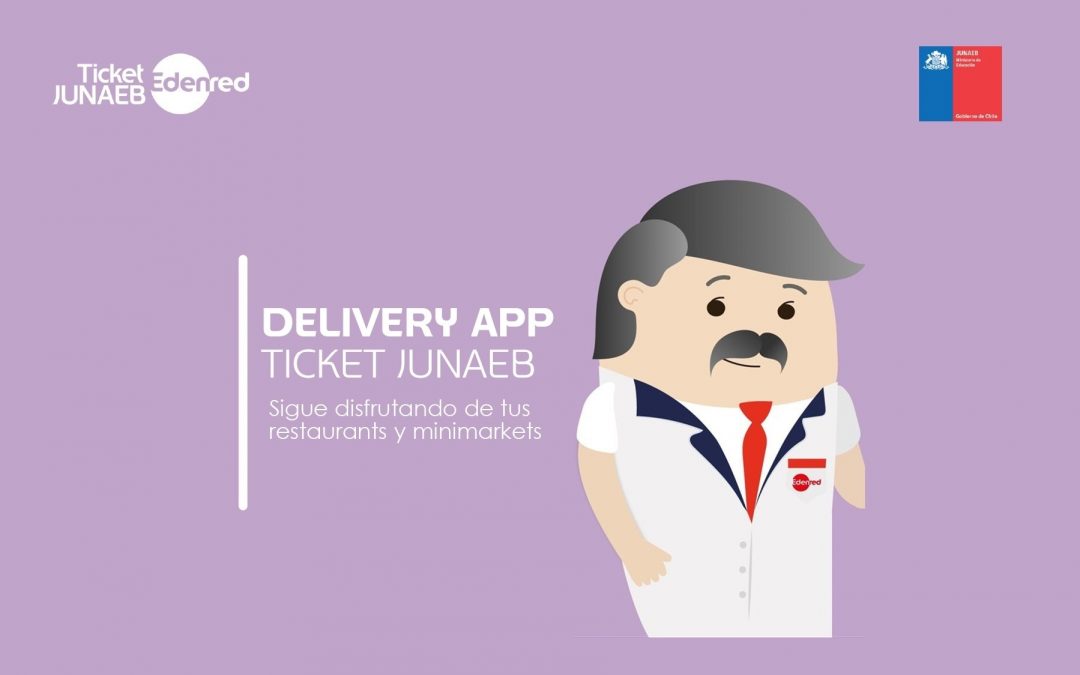 Ticket
JUNAEB Edenred
JUNAEB
Ministerio de
Educación
Gobierno de Chile
DELIVERY APP
TICKET JUNAEB
Sigue disfrutando de tus
restaurants y minimarkets
Edenred